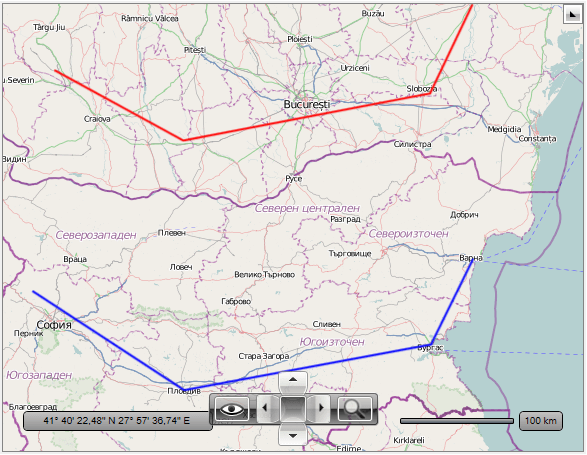 Târgu Jiu
Râmnicu Vâlcea
Buzău
Ploiești
Pitești
Urziceni
Severin
Slobozia
București
Craiova
Medgidia
Constanța
Силистра
Видин
Русе
Северен централен
Добрич
Разград
Северозападен
Плевен
Североизточен
Враца
Търговище
Варна
Ловеч
Велико Търново
Габрово
София
Сливен
Перник
Югоизточен
Бургас
Стара Загора
Югозападен
Пловдив
Благоевград
41° 40' 22,48" N 27° 57' 36,74" E
100 km
Kırklareli
Edirne